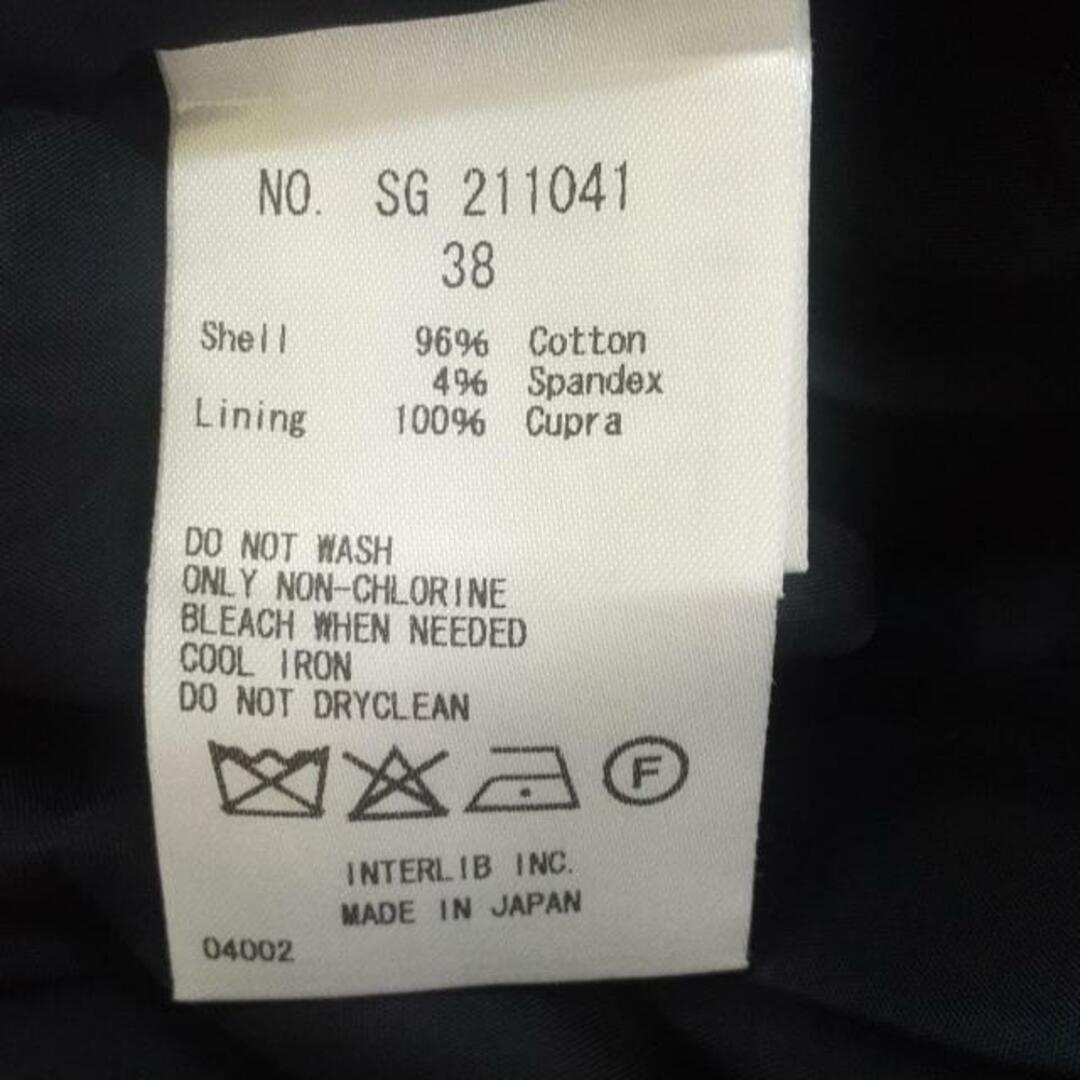 NO. SG 211041
38
Shell 96% Cotton
4% Spandex
Lining 100% Cupra
DO NOT WASH
ONLY NON-CHLORINE
BLEACH WHEN NEEDED
COOL IRON
DO NOT DRYCLEAN
F
INTERLIB INC.
MADE IN JAPAN
04002